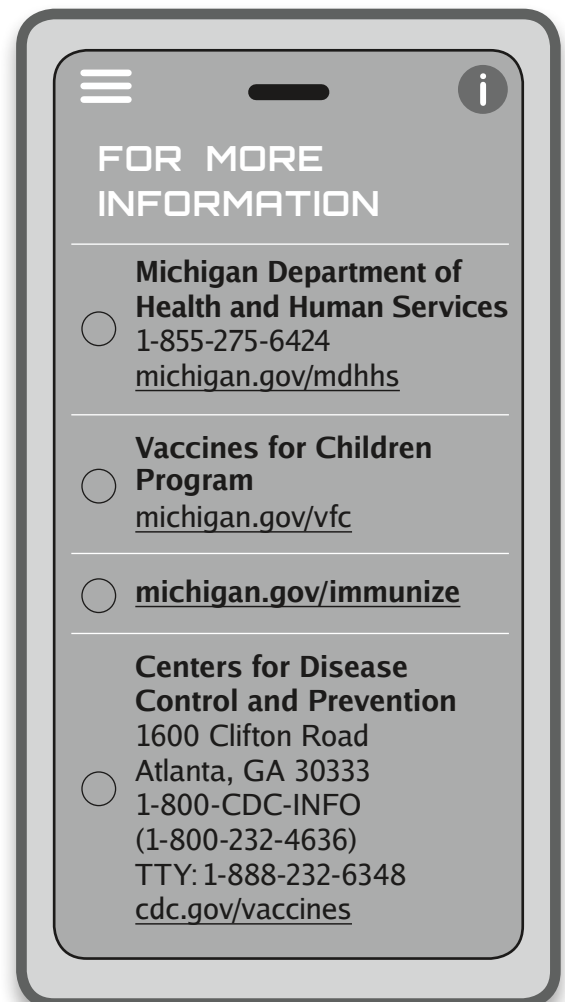 i
FOR MORE
INFORMATION
Michigan Department of
Health and Human Services
1-855-275-6424
michigan.gov/mdhhs
Vaccines for Children
Program
michigan.gov/vfc
michigan.gov/immunize
Centers for Disease
Control and Prevention
1600 Clifton Road
Atlanta, GA 30333
1-800-CDC-INFO
(1-800-232-4636)
TTY: 1-888-232-6348
cdc.gov/vaccines